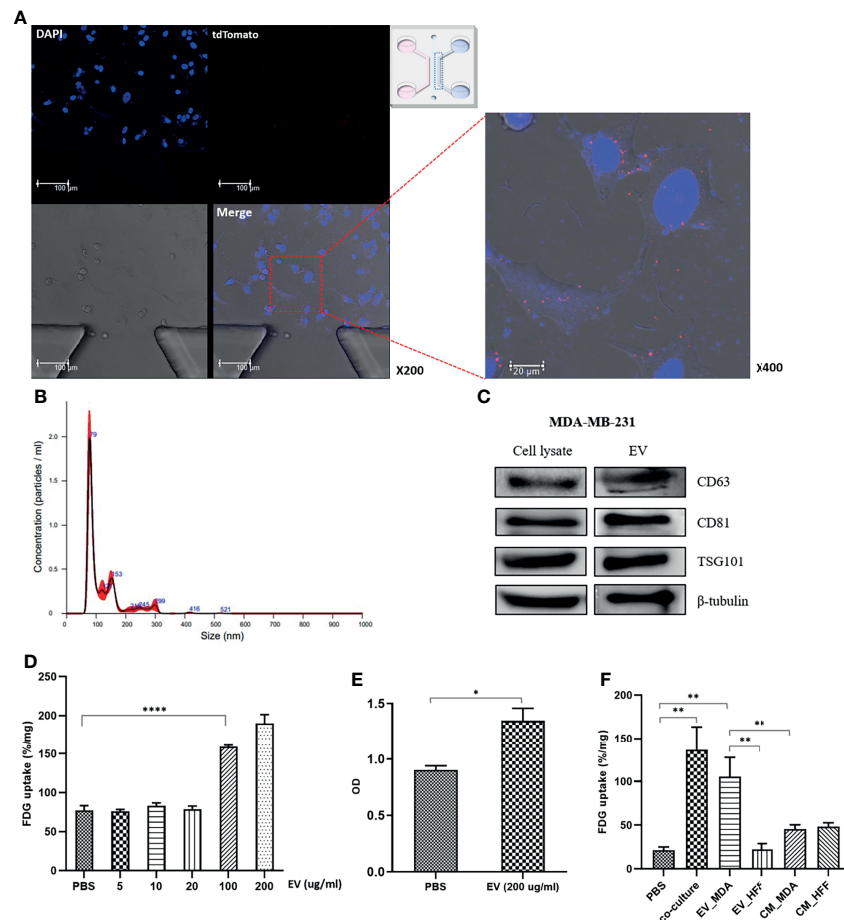 A
DAPI
tdTomato
100 µm
100 µm
Merge
100 µm
100 µm
X200
20 µm
X400
B
Concentration (particles / ml)
2.0
1.5
1.0
0.5
0
79
153
245
299
416
521
0 100 200 300 400 500 600 700 800 900 1000
Size (nm)
C
MDA-MB-231
Cell lysate EV
CD63
CD81
TSG101
β-tubulin
D
FDG uptake (%/mg)
250
200
150
100
50
0
****
PBS 5 10 20 100 200 EV (ug/ml)
E
OD
1.5
1.0
0.5
0.0
*
PBS EV (200 ug/ml)
F
FDG uptake (%/mg)
200
150
100
50
0
**
**
**
**
PBS
co-culture
EV_MDA
EV_HFF
CM_MDA
CM_HFF